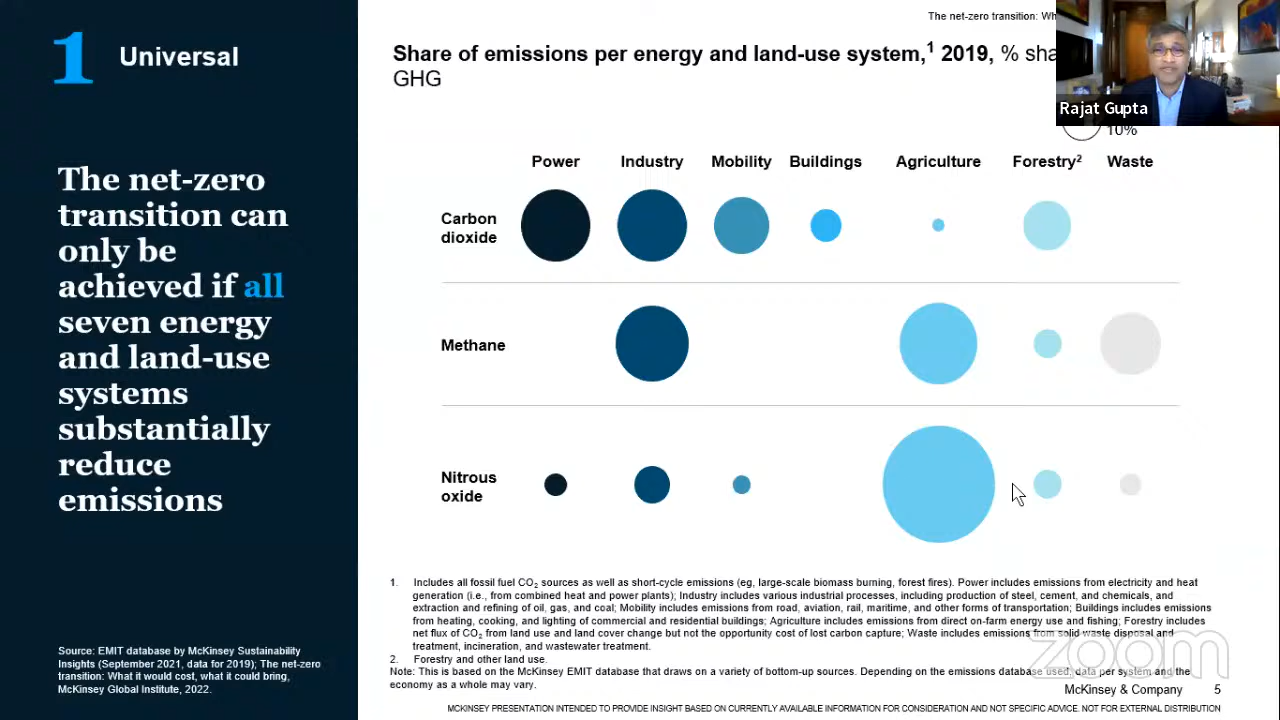 1 Universal
The net-zero
transition can
only be
achieved if all
seven energy
and land-use
systems
substantially
reduce
emissions
Source: EMIT database by McKinsey Sustainability
Insights (September 2021, data for 2019); The net-zero
transition: What it would cost, what it could bring,
McKinsey Global Institute, 2022.
The net-zero transition:
Share of emissions per energy and land-use system,¹ 2019, %
GHG
Rajat Gupta
10%
Power Industry Mobility Buildings Agriculture Forestry² Waste
Carbon
dioxide
Methane
Nitrous
oxide
1. Includes all fossil fuel CO₂ sources as well as short-cycle emissions (eg, large-scale biomass burning, forest fires). Power includes emissions from electricity and heat
generation (i.e., from combined heat and power plants); Industry includes various industrial processes, including production of steel, cement, and chemicals, and
extraction and refining of oil, gas, and coal; Mobility includes emissions from road, aviation, rail, maritime, and other forms of transportation; Buildings includes emissions
from heating, cooking, and lighting of commercial and residential buildings; Agriculture includes emissions from direct on-farm energy use and fishing; Forestry includes
net flux of CO₂ from land use and land cover change but not the opportunity cost of lost carbon capture; Waste includes emissions from solid waste disposal and
treatment, incineration, and wastewater treatment.
2. Forestry and other land use.
Note: This is based on the McKinsey EMIT database that draws on a variety of bottom-up sources. Depending on the emissions database used, data per system and the
economy as a whole may vary.
zoom
McKinsey & Company 5
MCKINSEY PRESENTATION INTENDED TO PROVIDE INSIGHT BASED ON CURRENTLY AVAILABLE INFORMATION FOR CONSIDERATION AND NOT SPECIFIC ADVICE. NOT FOR EXTERNAL DISTRIBUTION